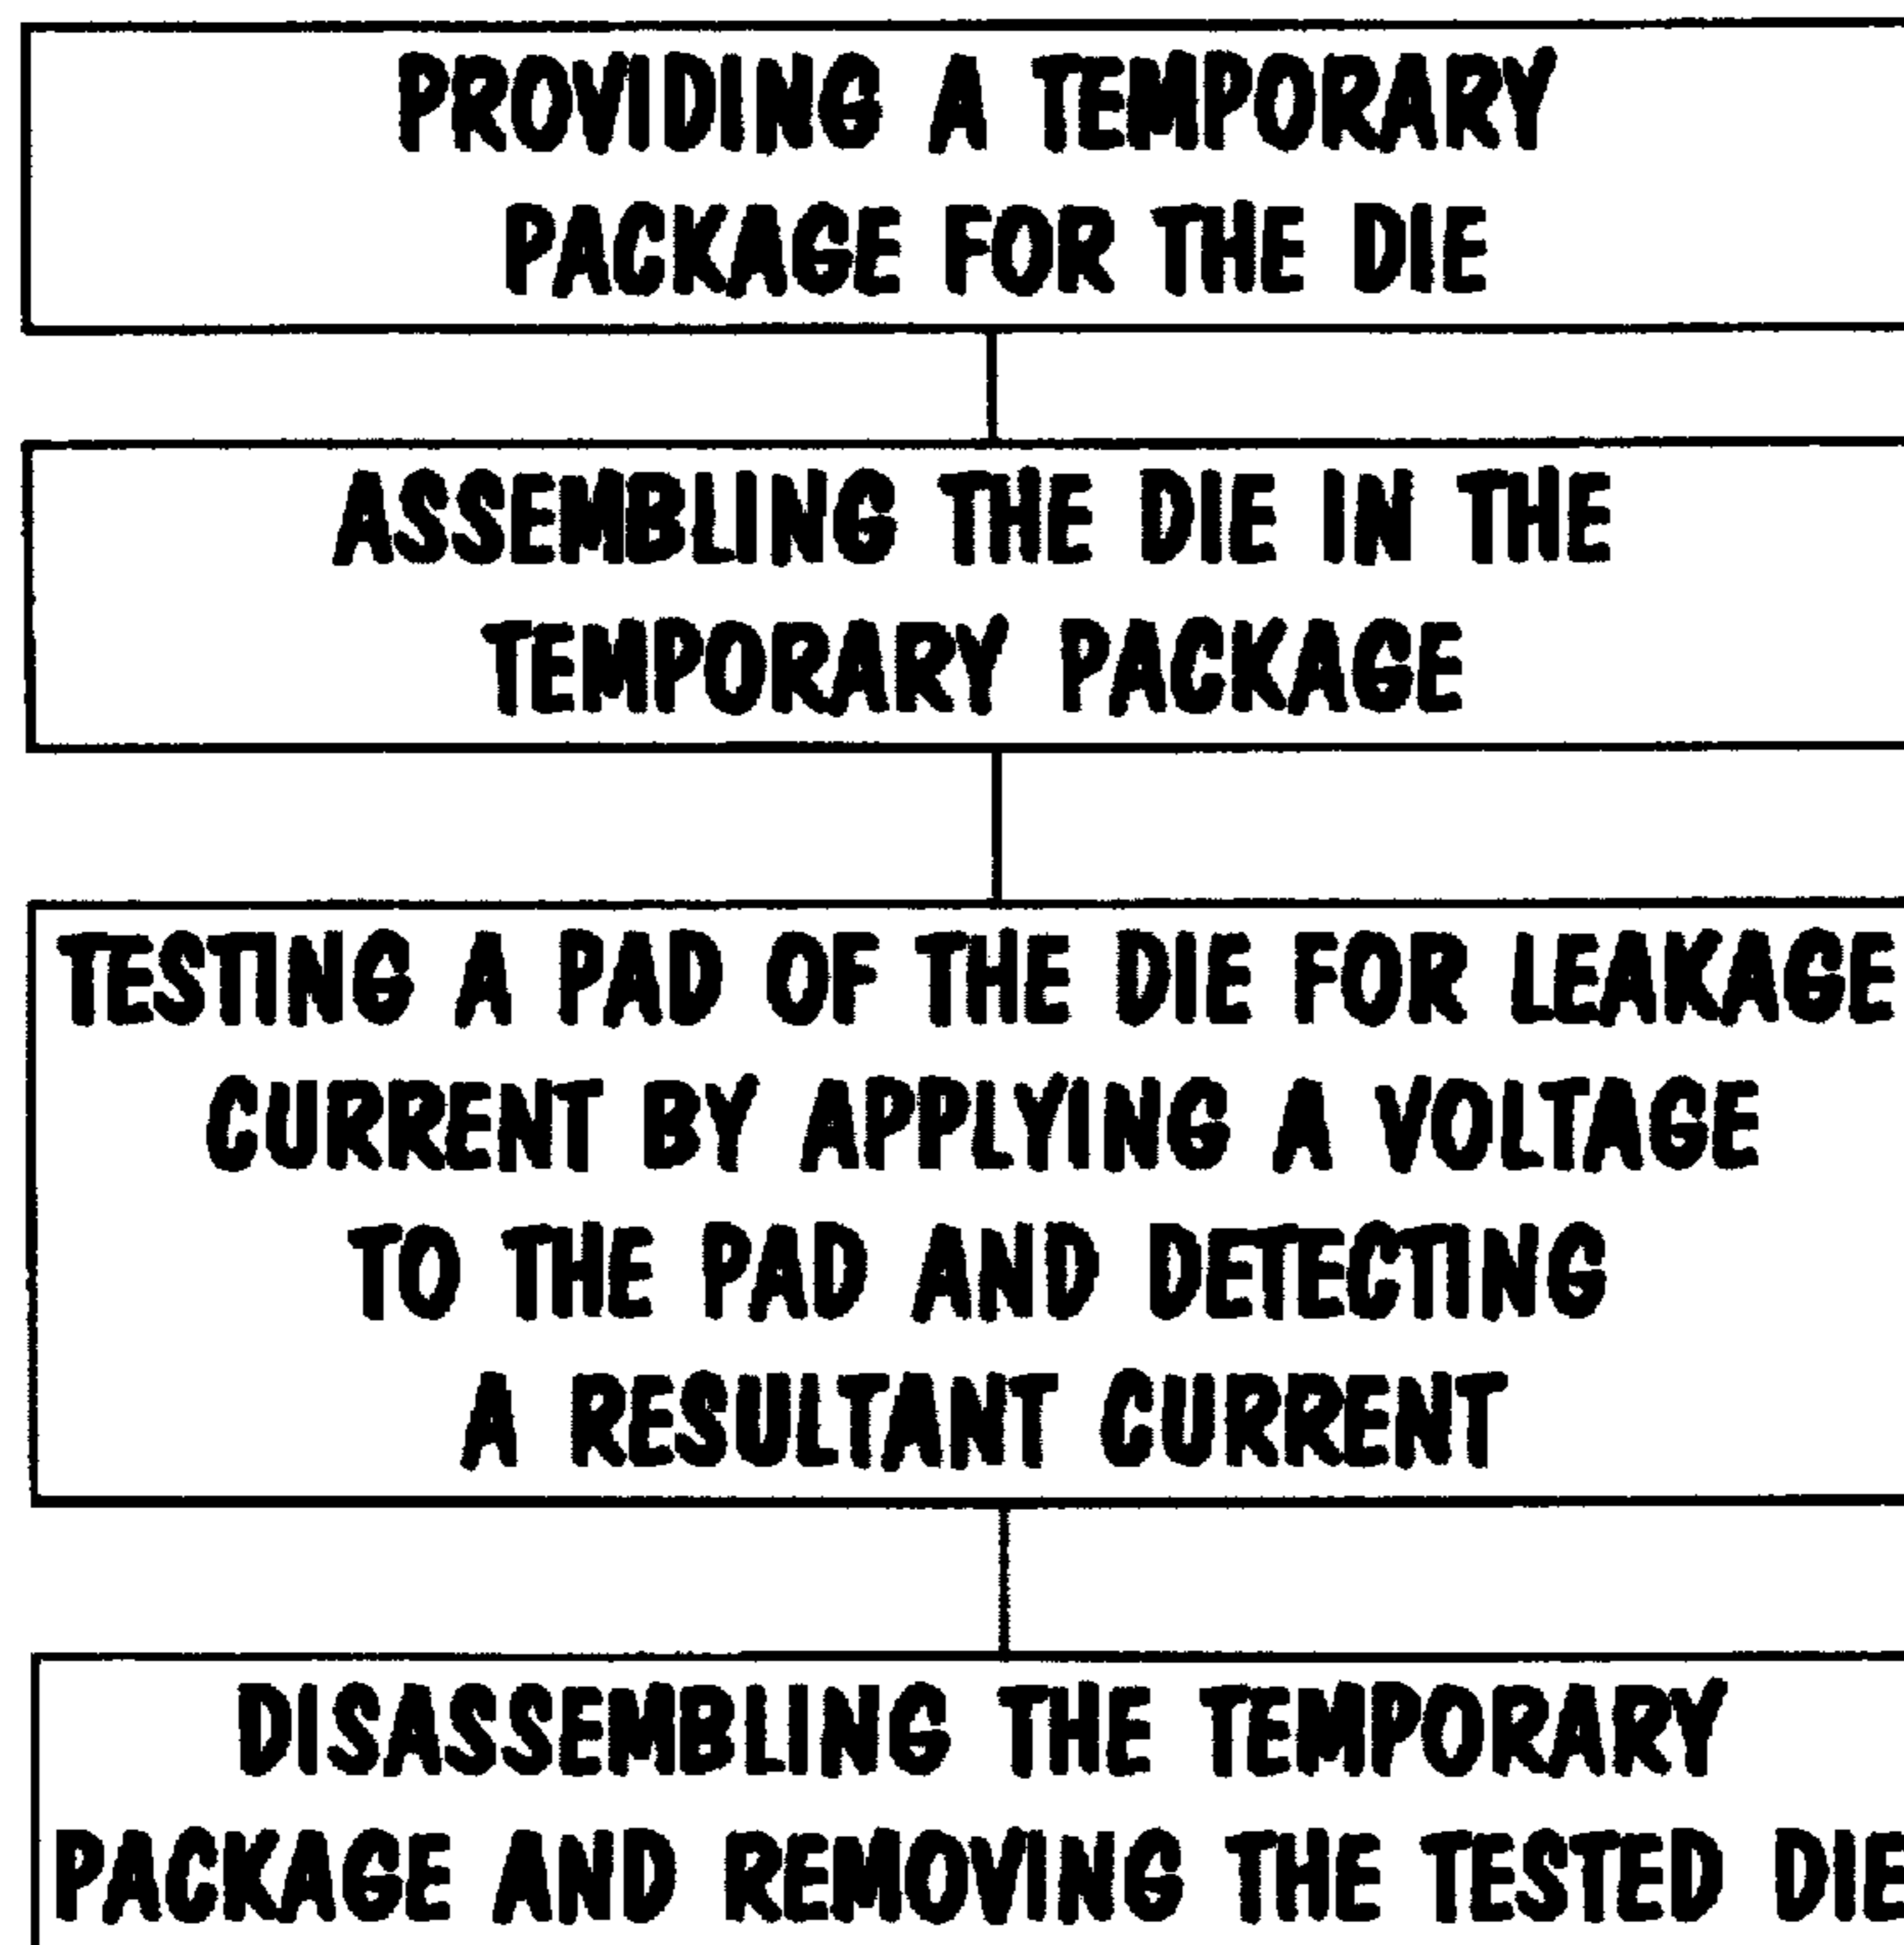 PROVIDING A TEMPORARY
PACKAGE FOR THE DIE
ASSEMBLING THE DIE IN THE
TEMPORARY PACKAGE
TESTING A PAD OF THE DIE FOR LEAKAGE
CURRENT BY APPLYING A VOLTAGE
TO THE PAD AND DETECTING
A RESULTANT CURRENT
DISASSEMBLING THE TEMPORARY
PACKAGE AND REMOVING THE TESTED DIE